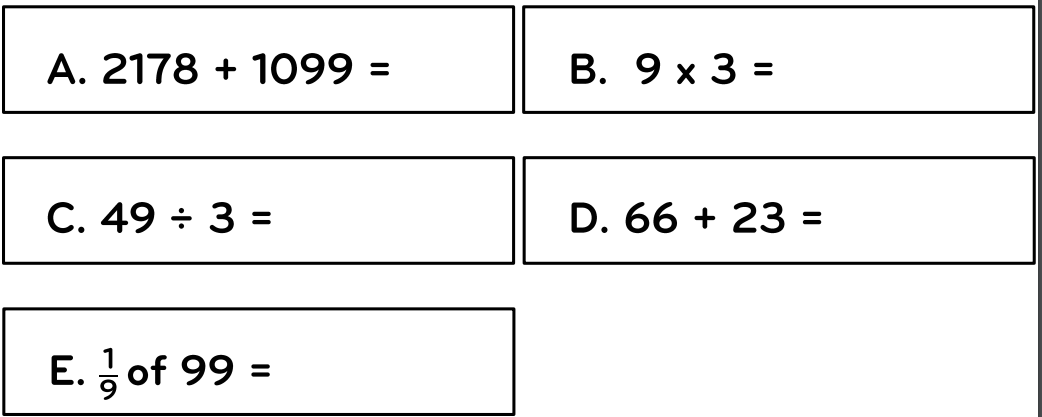 A. 2178 + 1099 =
B. 9 x 3 =
C. 49 ÷ 3 =
D. 66 + 23 =
E. 1/9 of 99 =